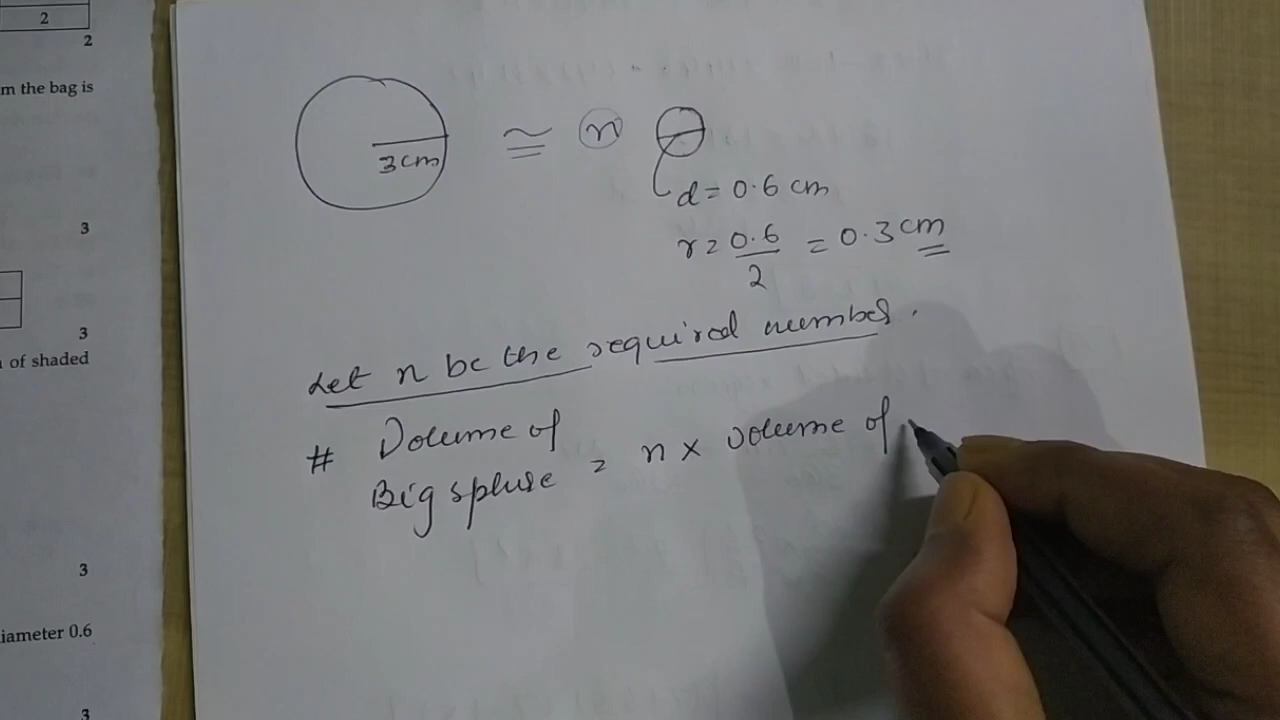 2
2
m the bag is
3
3
of shaded
3
iameter 0.6
3
3 cm
≅ n
d = 0.6 cm
r = 0.6/2 = 0.3 cm
Let n be the required number.
# Volume of
Big sphere = n × volume of